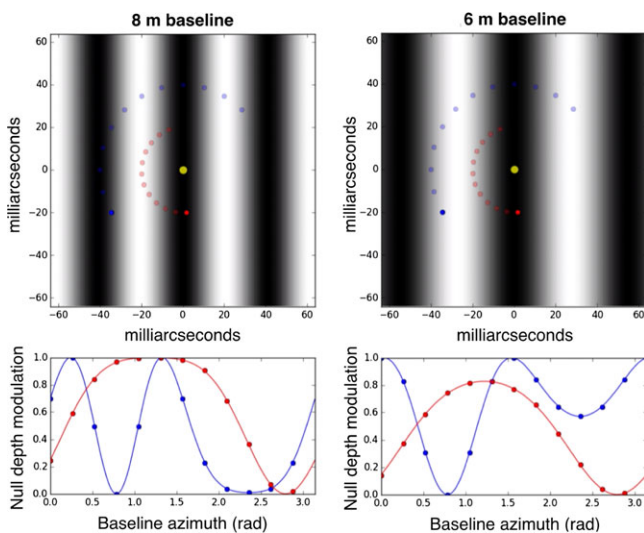 8 m baseline
6 m baseline
60
40
20
0
−20
−40
−60
milliarcseconds
−60 −40 −20 0 20 40 60
milliarcseconds
60
40
20
0
−20
−40
−60
milliarcseconds
−60 −40 −20 0 20 40 60
milliarcseconds
1.0
0.8
0.6
0.4
0.2
0.0
Null depth modulation
0.0 0.5 1.0 1.5 2.0 2.5 3.0
Baseline azimuth (rad)
1.0
0.8
0.6
0.4
0.2
0.0
Null depth modulation
0.0 0.5 1.0 1.5 2.0 2.5 3.0
Baseline azimuth (rad)